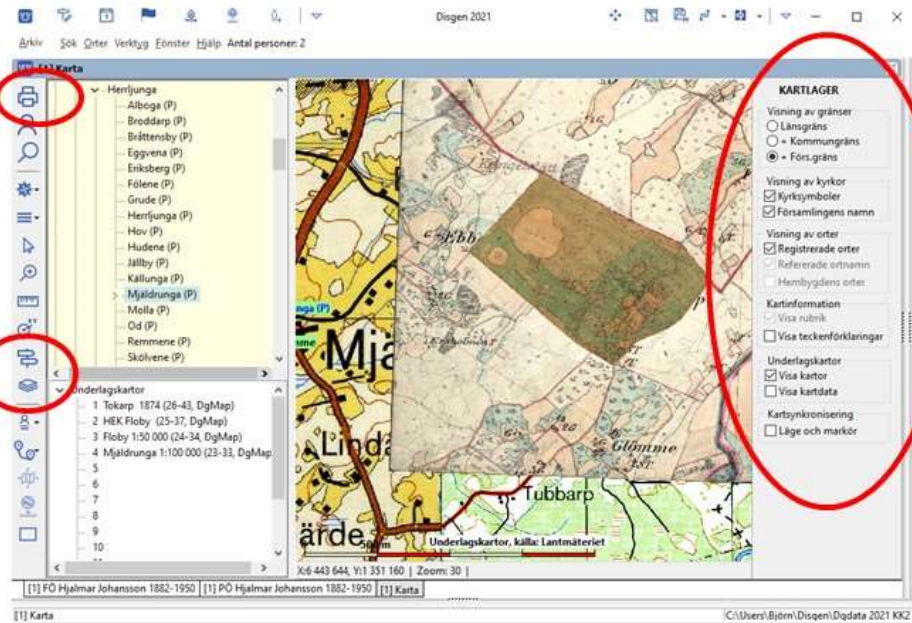 Disgen 2021
Arkiv Sök Orter Verktyg Fönster Hjälp Antal personer: 2
[1] Karta
Herrljunga
Alboga (P)
Broddarp (P)
Bråttensby (P)
Eggvena (P)
Eriksberg (P)
Fölene (P)
Grude (P)
Herrljunga (P)
Hov (P)
Hudene (P)
Jällby (P)
Källunga (P)
Mjäldrunga (P)
Molla (P)
Od (P)
Remmene (P)
Skölvene (P)
Underlagskartor
1 Tokarp 1874 (26-43, DgMap)
2 HEK Floby (25-37, DgMap)
3 Floby 1:50 000 (24-34, DgMap)
4 Mjäldrunga 1:100 000 (23-33, DgMap
5
6
7
8
9
10
Ebb
nga (P)
Mjä
Lindä
Glömme
Tubbarp
ärde
500 m
Underlagskartor, källa: Lantmäteriet
X:6 443 644, Y:1 351 160 | Zoom: 30 |
KARTLAGER
Visning av gränser
Länsgräns
+ Kommungräns
+ Förs.gräns
Visning av kyrkor
Kyrksymboler
Församlingens namn
Visning av orter
Registrerade orter
Refererade ortnamn
Hembygdens orter
Kartinformation
Visa rubrik
Visa teckenförklaringar
Underlagskartor
Visa kartor
Visa kartdata
Kartsynkronisering
Läge och markör
[1] FÖ Hjalmar Johansson 1882-1950 [1] PÖ Hjalmar Johansson 1882-1950 [1] Karta
[1] Karta
C:\Users\Björn\Disgen\Dgdata 2021 KK2